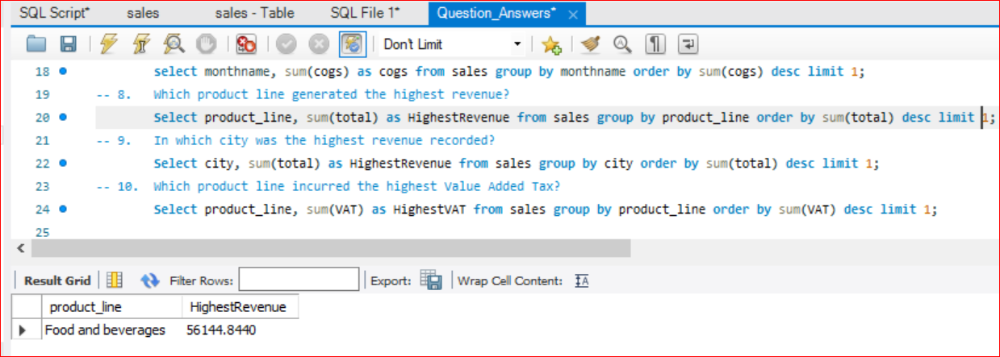 SQL Script* sales sales - Table SQL File 1* Question_Answers* ×
Don't Limit
18 select monthname, sum(cogs) as cogs from sales group by monthname order by sum(cogs) desc limit 1;
19 -- 8. Which product line generated the highest revenue?
20 Select product_line, sum(total) as HighestRevenue from sales group by product_line order by sum(total) desc limit 1;
21 -- 9. In which city was the highest revenue recorded?
22 Select city, sum(total) as HighestRevenue from sales group by city order by sum(total) desc limit 1;
23 -- 10. Which product line incurred the highest Value Added Tax?
24 Select product_line, sum(VAT) as HighestVAT from sales group by product_line order by sum(VAT) desc limit 1;
25
Result Grid Filter Rows: Export: Wrap Cell Content: IA
product_line HighestRevenue
Food and beverages 56144.8440